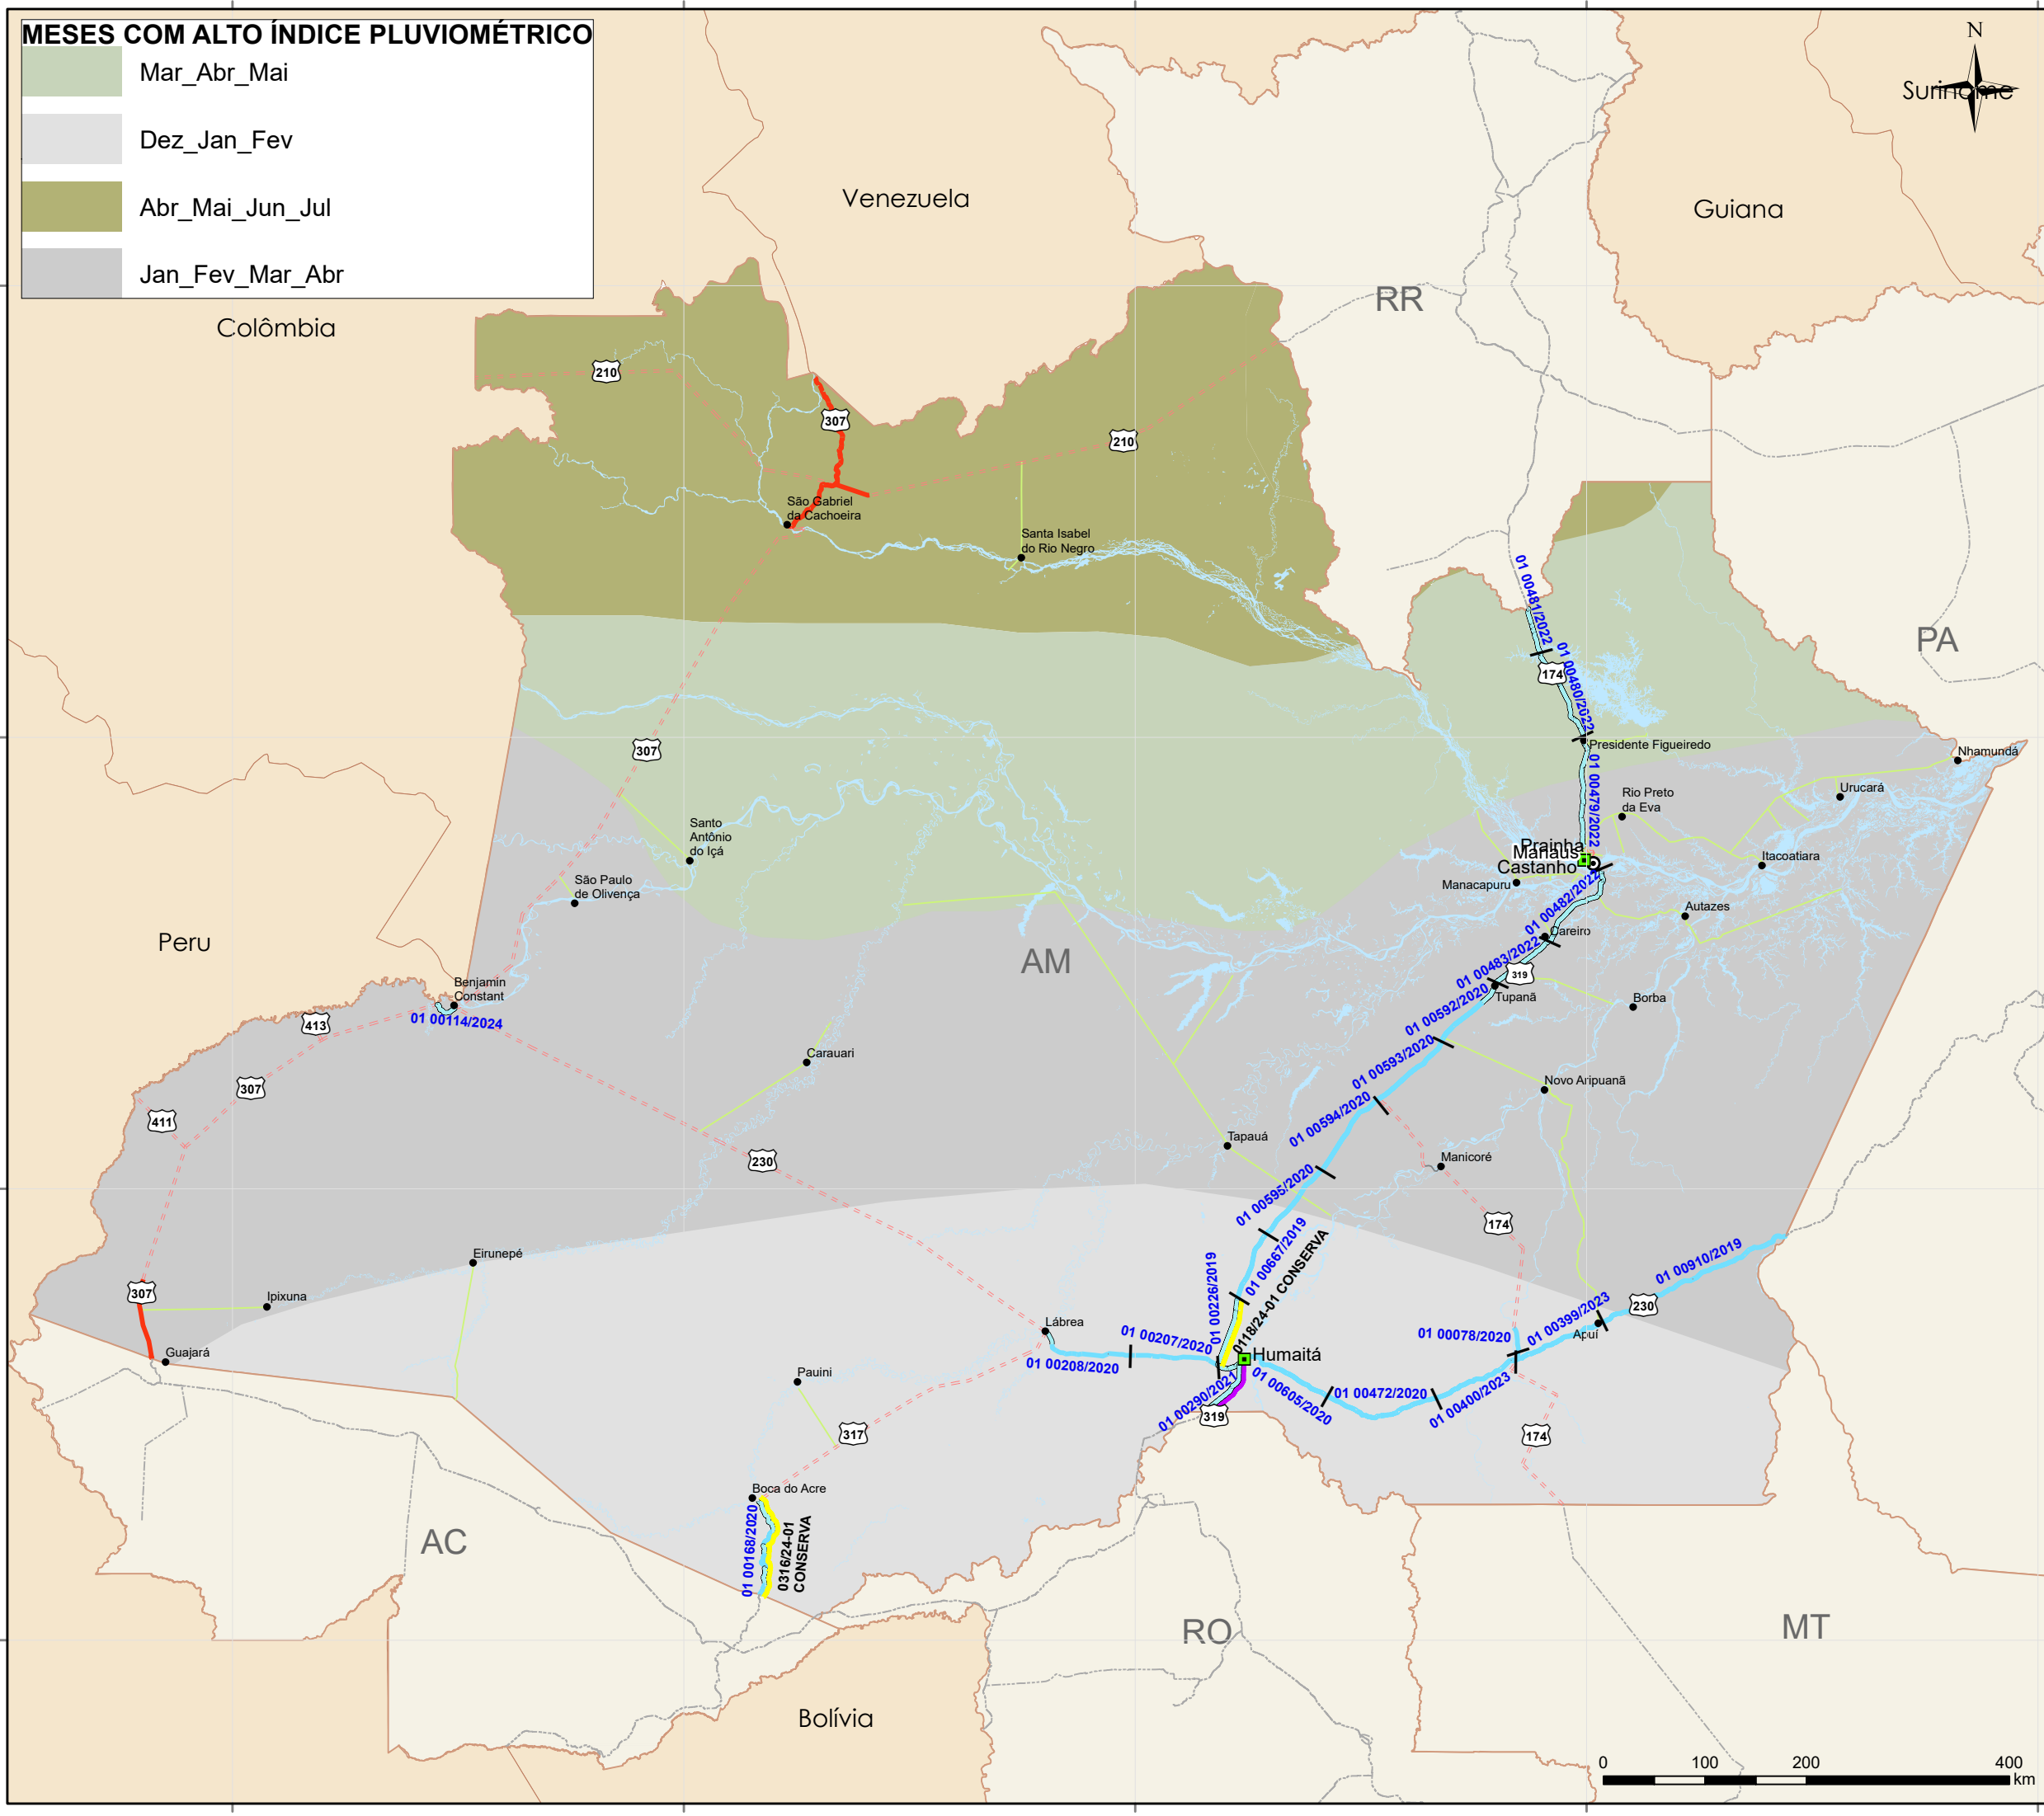 MESES COM ALTO ÍNDICE PLUVIOMÉTRICO
Mar_Abr_Mai
Dez_Jan_Fev
Abr_Mai_Jun_Jul
Jan_Fev_Mar_Abr
N
Suriname
Venezuela
Guiana
Colômbia
RR
210
307
210
São Gabriel
da Cachoeira
Santa Isabel
do Rio Negro
01 00481/2022
PA
01 00480/2022
174
307
Presidente Figueiredo
Nhamundá
01 00479/2022
Urucará
Rio Preto
da Eva
Santo
Antônio
do Içá
Prainha
Manaus
Castanho
Itacoatiara
Manacapuru
São Paulo
de Olivença
01 00482/2022
Autazes
Careiro
Peru
AM
01 00483/2022
319
Benjamin
Constant
01 00114/2024
413
Tupanã
Borba
01 00592/2020
01 00593/2020
Carauari
307
Novo Aripuanã
411
01 00594/2020
Tapauá
230
Manicoré
01 00595/2020
174
Eirunepé
01 00667/2019
01 00910/2019
307
Ipixuna
01 00226/2019
0118/24-01 CONSERVA
230
Lábrea
01 00399/2023
01 00078/2020
Apuí
01 00207/2020
Guajará
01 00208/2020
Humaitá
Pauini
01 00290/2021
01 00605/2020
01 00472/2020
01 00400/2023
319
317
174
Boca do Acre
01 00168/2020
0316/24-01
CONSERVA
AC
RO
MT
Bolívia
0 100 200 400
km